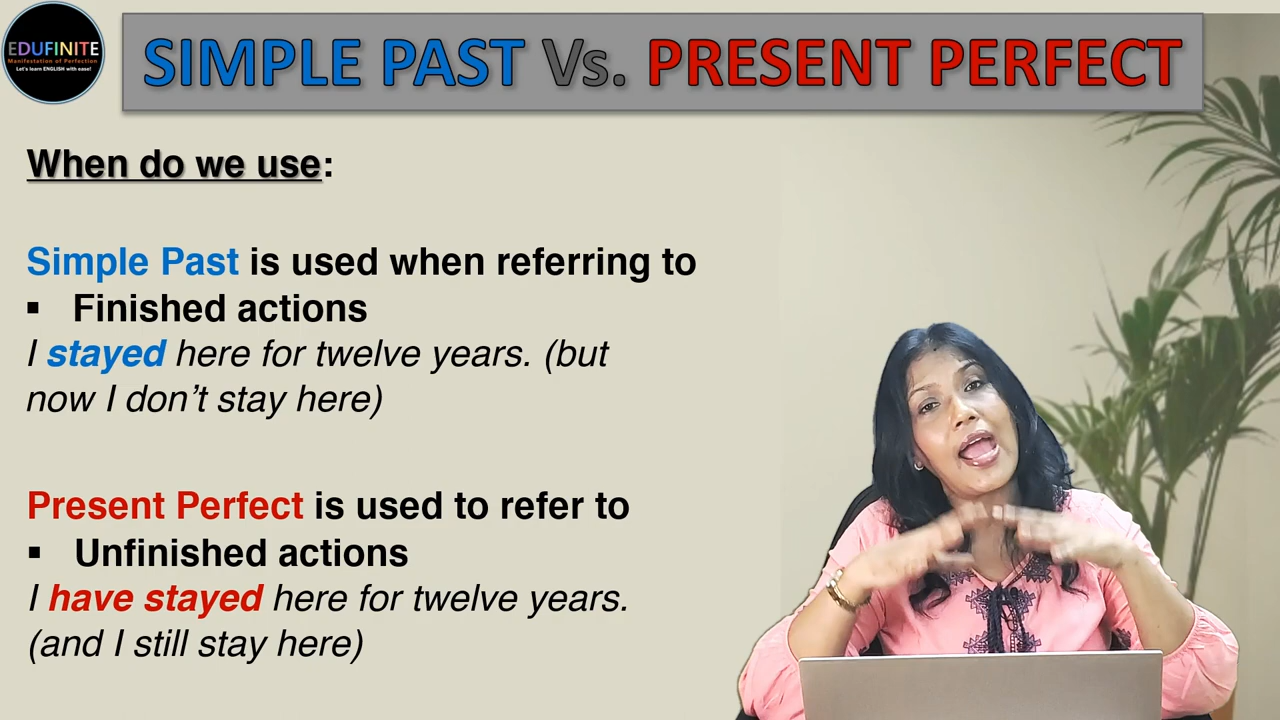 EDUFINITE
Manifestation of Perfection
Let's learn ENGLISH with ease!
SIMPLE PAST Vs. PRESENT PERFECT
When do we use:
Simple Past is used when referring to
▪ Finished actions
I stayed here for twelve years. (but
now I don’t stay here)
Present Perfect is used to refer to
▪ Unfinished actions
I have stayed here for twelve years.
(and I still stay here)